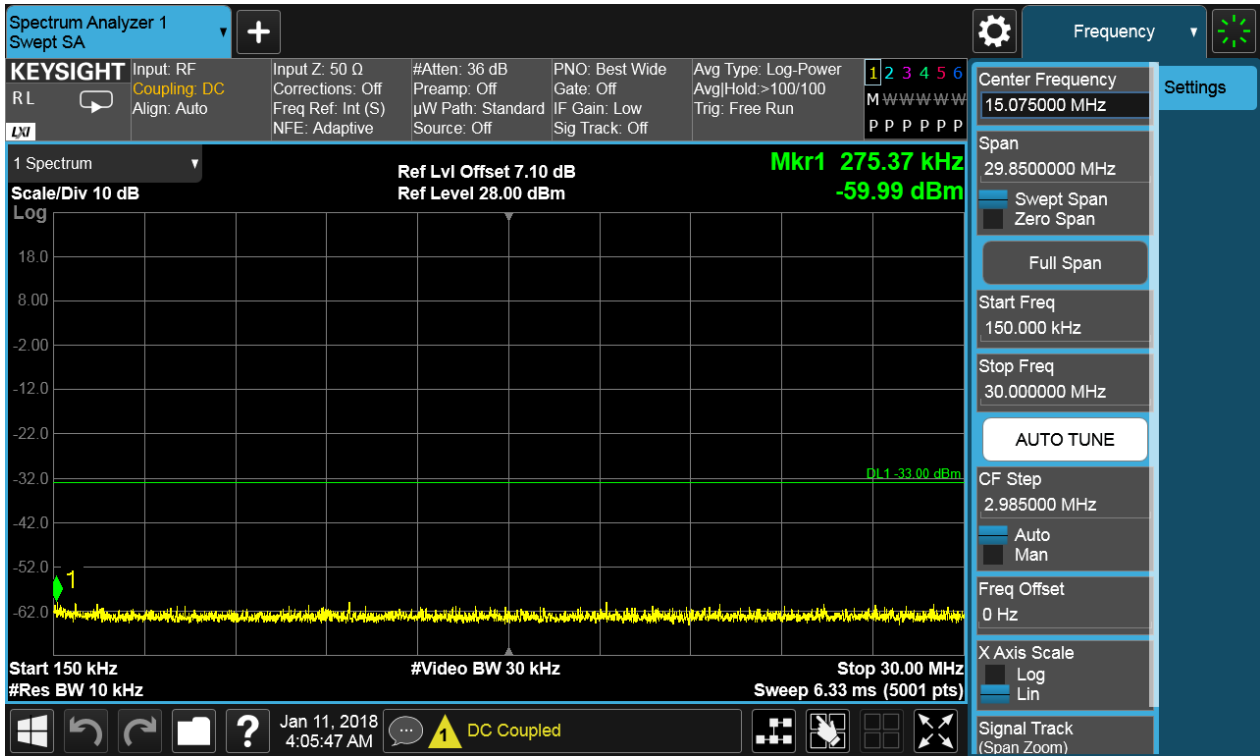 Spectrum Analyzer 1
Swept SA
+
Frequency
KEYSIGHT
RL
LXI
Input: RF
Coupling: DC
Align: Auto
Input Z: 50 Ω
Corrections: Off
Freq Ref: Int (S)
NFE: Adaptive
#Atten: 36 dB
Preamp: Off
µW Path: Standard
Source: Off
PNO: Best Wide
Gate: Off
IF Gain: Low
Sig Track: Off
Avg Type: Log-Power
Avg|Hold:>100/100
Trig: Free Run
1 2 3 4 5 6
M W W W W W
P P P P P P
1 Spectrum
Scale/Div 10 dB
Log
Ref Lvl Offset 7.10 dB
Ref Level 28.00 dBm
Mkr1 275.37 kHz
-59.99 dBm
18.0
8.00
-2.00
-12.0
-22.0
-32.0
-42.0
-52.0
-62.0
DL1 -33.00 dBm
1
Start 150 kHz
#Res BW 10 kHz
#Video BW 30 kHz
Stop 30.00 MHz
Sweep 6.33 ms (5001 pts)
Center Frequency
15.075000 MHz
Span
29.8500000 MHz
Swept Span
Zero Span
Full Span
Start Freq
150.000 kHz
Stop Freq
30.000000 MHz
AUTO TUNE
CF Step
2.985000 MHz
Auto
Man
Freq Offset
0 Hz
X Axis Scale
Log
Lin
Signal Track
(Span Zoom)
Settings
?
Jan 11, 2018
4:05:47 AM
1
DC Coupled